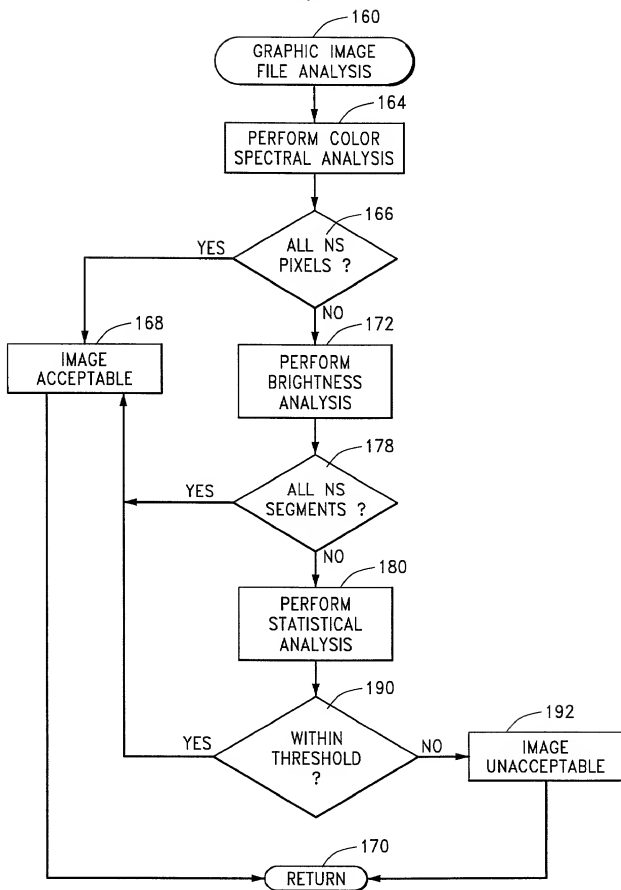 160
GRAPHIC IMAGE
FILE ANALYSIS
164
PERFORM COLOR
SPECTRAL ANALYSIS
166
YES
ALL NS
PIXELS ?
NO
168
172
IMAGE
ACCEPTABLE
PERFORM
BRIGHTNESS
ANALYSIS
178
YES
ALL NS
SEGMENTS ?
NO
180
PERFORM
STATISTICAL
ANALYSIS
190
192
YES
WITHIN
THRESHOLD
?
NO
IMAGE
UNACCEPTABLE
170
RETURN